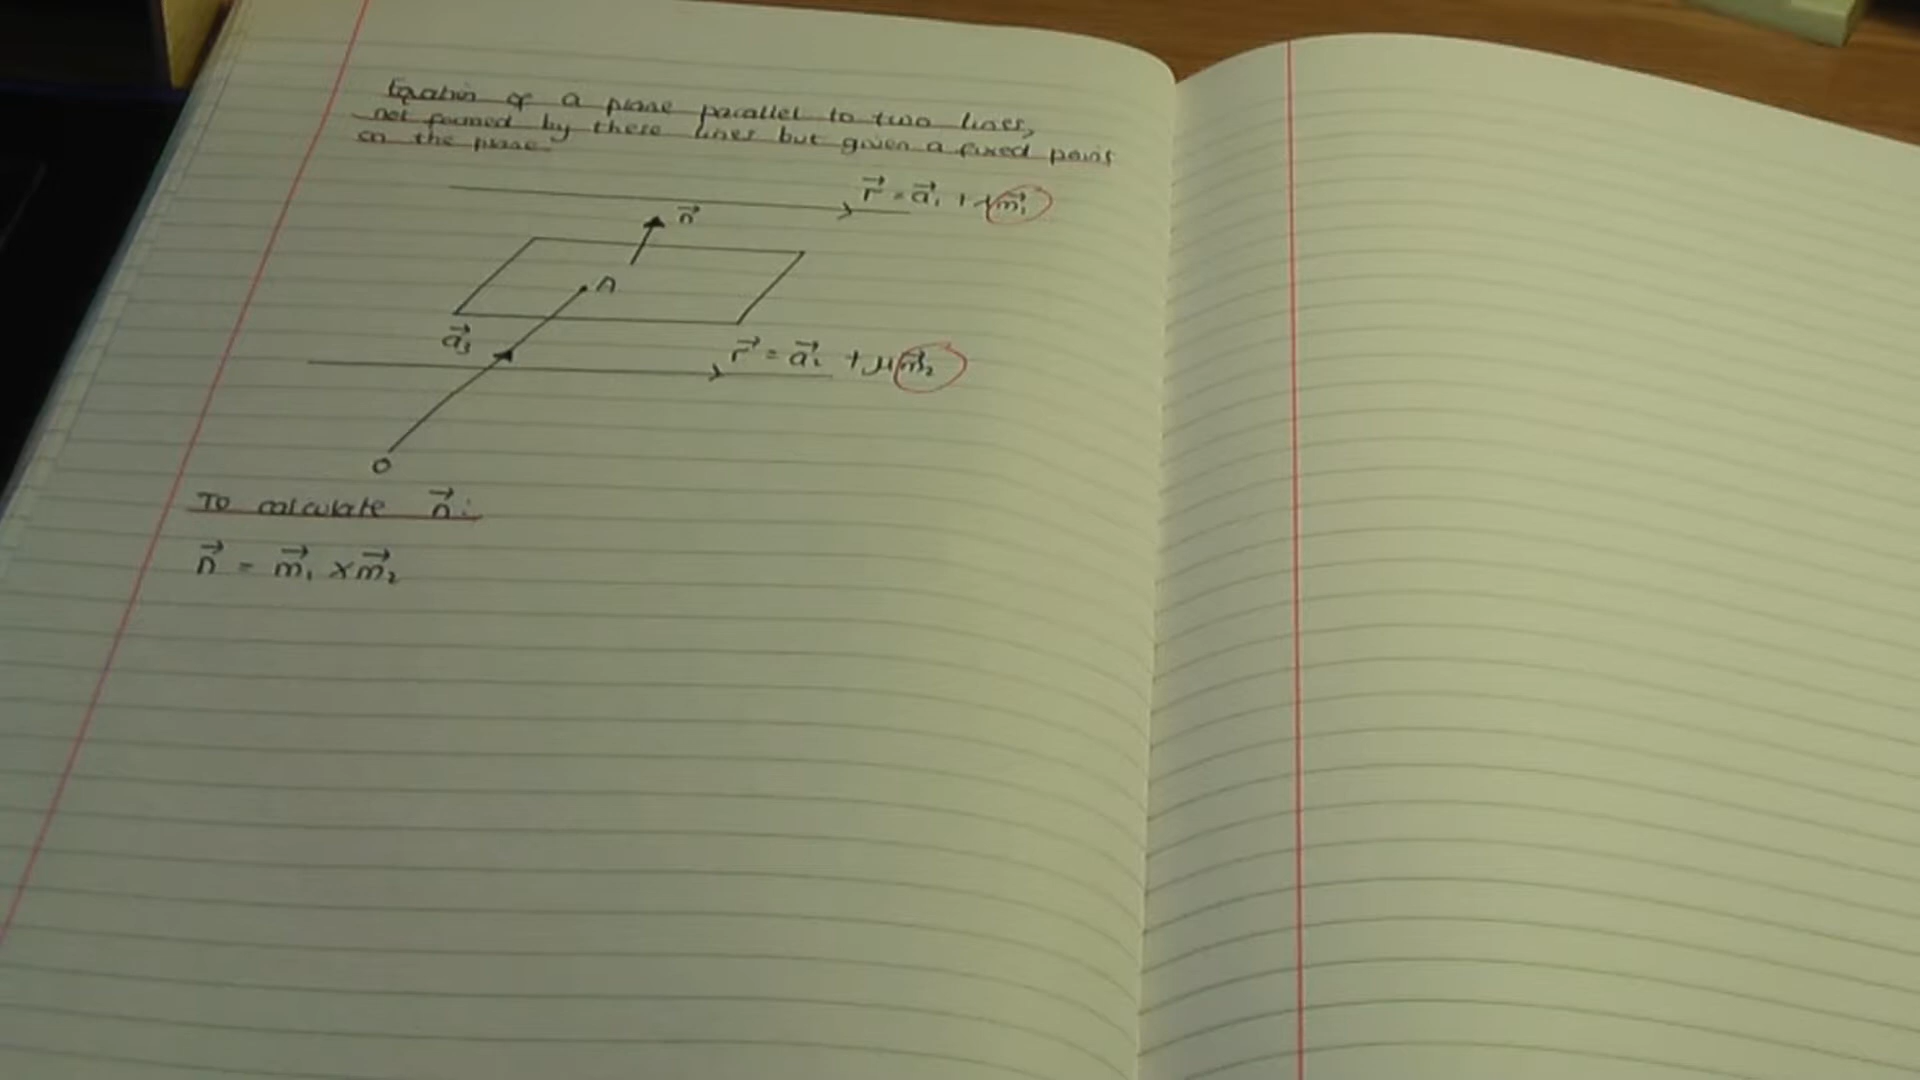 Equation of a plane parallel to two lines,
not formed by these lines but given a fixed point
on the plane.
r⃗ = a⃗₁ + λm⃗₁
n⃗
A
a⃗₃
r⃗ = a⃗₂ + μm⃗₂
O
To calculate n⃗:
n⃗ = m⃗₁ × m⃗₂